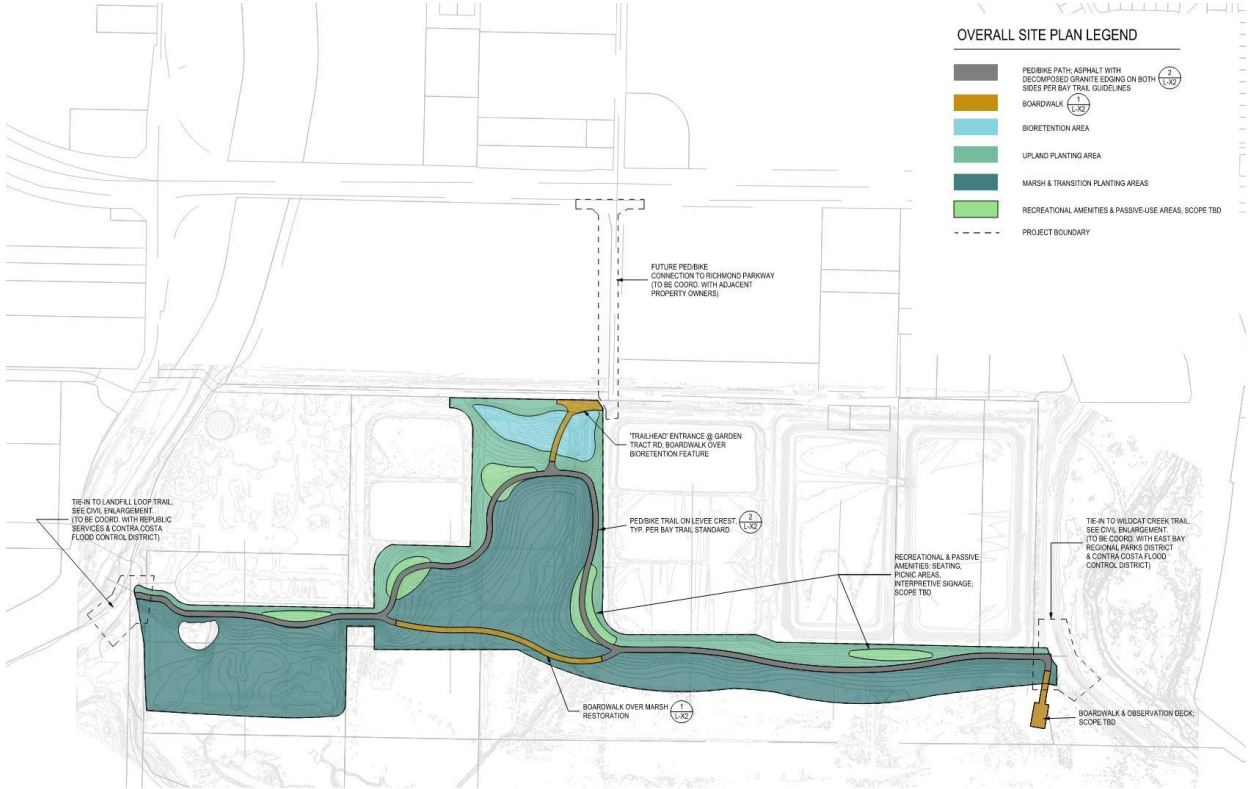 OVERALL SITE PLAN LEGEND
PED/BIKE PATH; ASPHALT WITH
DECOMPOSED GRANITE EDGING ON BOTH
SIDES PER BAY TRAIL GUIDELINES
2
L-X2
BOARDWALK
1
L-X2
BIORETENTION AREA
UPLAND PLANTING AREA
MARSH & TRANSITION PLANTING AREAS
RECREATIONAL AMENITIES & PASSIVE-USE AREAS, SCOPE TBD
PROJECT BOUNDARY
FUTURE PED/BIKE
CONNECTION TO RICHMOND PARKWAY
(TO BE COORD. WITH ADJACENT
PROPERTY OWNERS)
'TRAILHEAD' ENTRANCE @ GARDEN
TRACT RD; BOARDWALK OVER
BIORETENTION FEATURE
TIE-IN TO LANDFILL LOOP TRAIL.
SEE CIVIL ENLARGEMENT.
(TO BE COORD. WITH REPUBLIC
SERVICES & CONTRA COSTA
FLOOD CONTROL DISTRICT)
PED/BIKE TRAIL ON LEVEE CREST,
TYP. PER BAY TRAIL STANDARD
2
L-X2
RECREATIONAL & PASSIVE
AMENITIES: SEATING,
PICNIC AREAS,
INTERPRETIVE SIGNAGE;
SCOPE TBD
TIE-IN TO WILDCAT CREEK TRAIL.
SEE CIVIL ENLARGEMENT.
(TO BE COORD. WITH EAST BAY
REGIONAL PARKS DISTRICT
& CONTRA COSTA FLOOD
CONTROL DISTRICT)
BOARDWALK OVER MARSH
RESTORATION
1
L-X2
BOARDWALK & OBSERVATION DECK;
SCOPE TBD